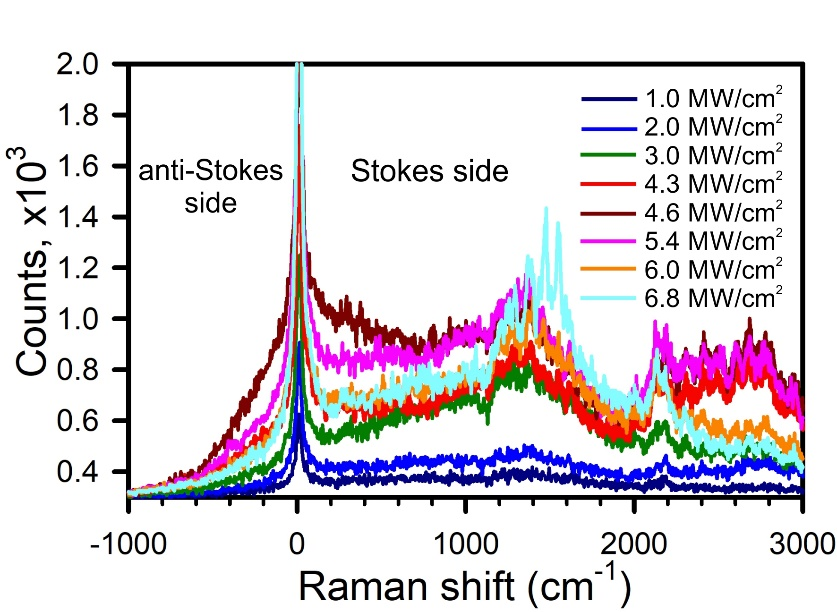 2.0
1.8
1.6
1.4
1.2
1.0
0.8
0.6
0.4
Counts, x10³
anti-Stokes
side
Stokes side
1.0 MW/cm²
2.0 MW/cm²
3.0 MW/cm²
4.3 MW/cm²
4.6 MW/cm²
5.4 MW/cm²
6.0 MW/cm²
6.8 MW/cm²
-1000 0 1000 2000 3000
Raman shift (cm⁻¹)